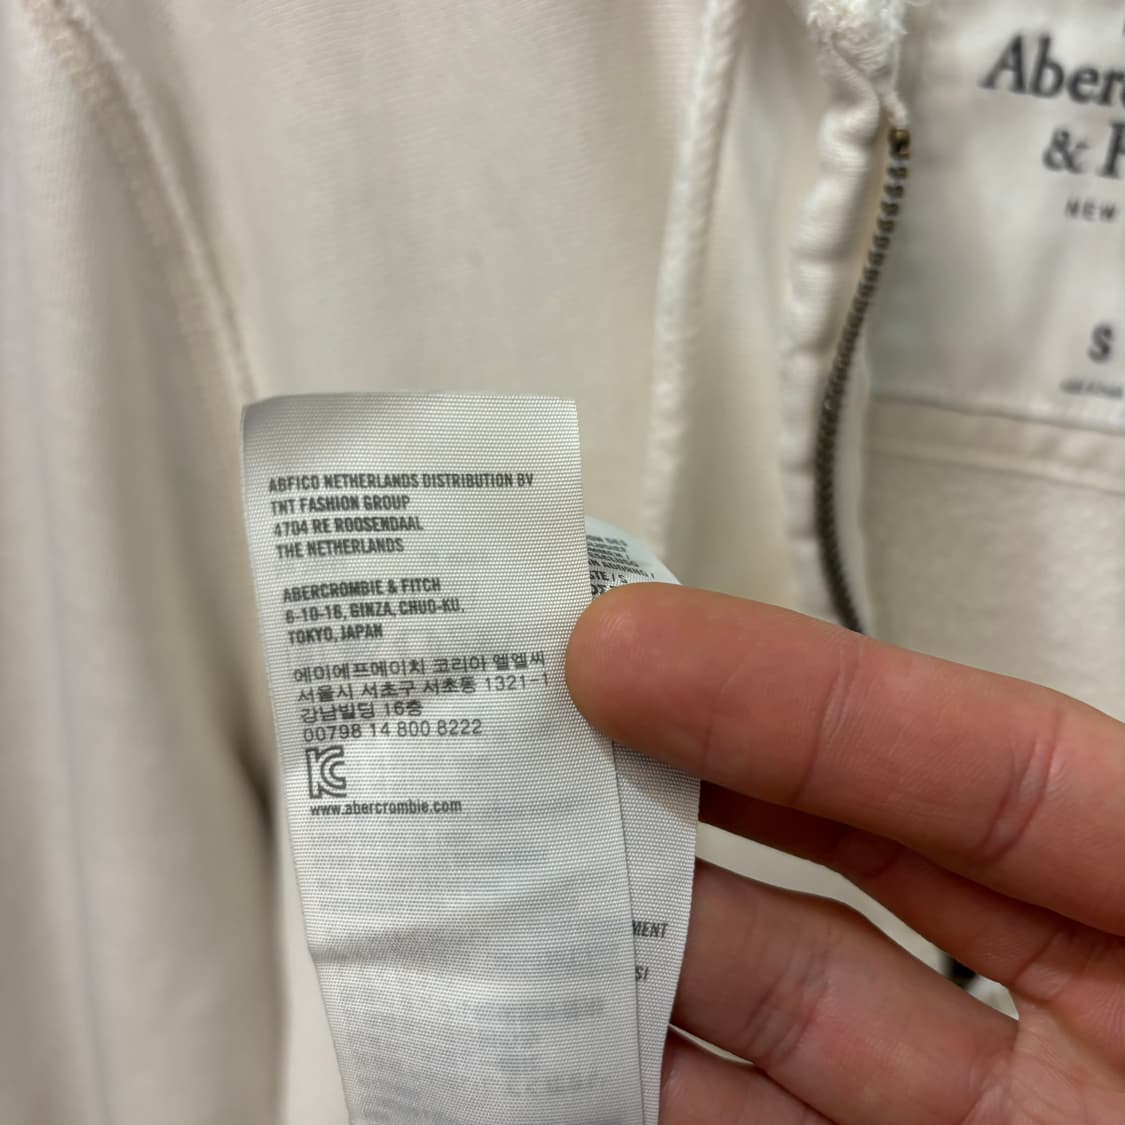 ABFICO NETHERLANDS DISTRIBUTION BV
TNT FASHION GROUP
4704 RE ROOSENDAAL
THE NETHERLANDS
ABERCROMBIE & FITCH
6-10-16, GINZA, CHUO-KU,
TOKYO, JAPAN
에이에프에이치 코리아 엘엘씨
서울시 서초구 서초동 1321-1
강남빌딩 16층
00798 14 800 8222
KC
www.abercrombie.com
Aber
& F
NEW
S
MENT